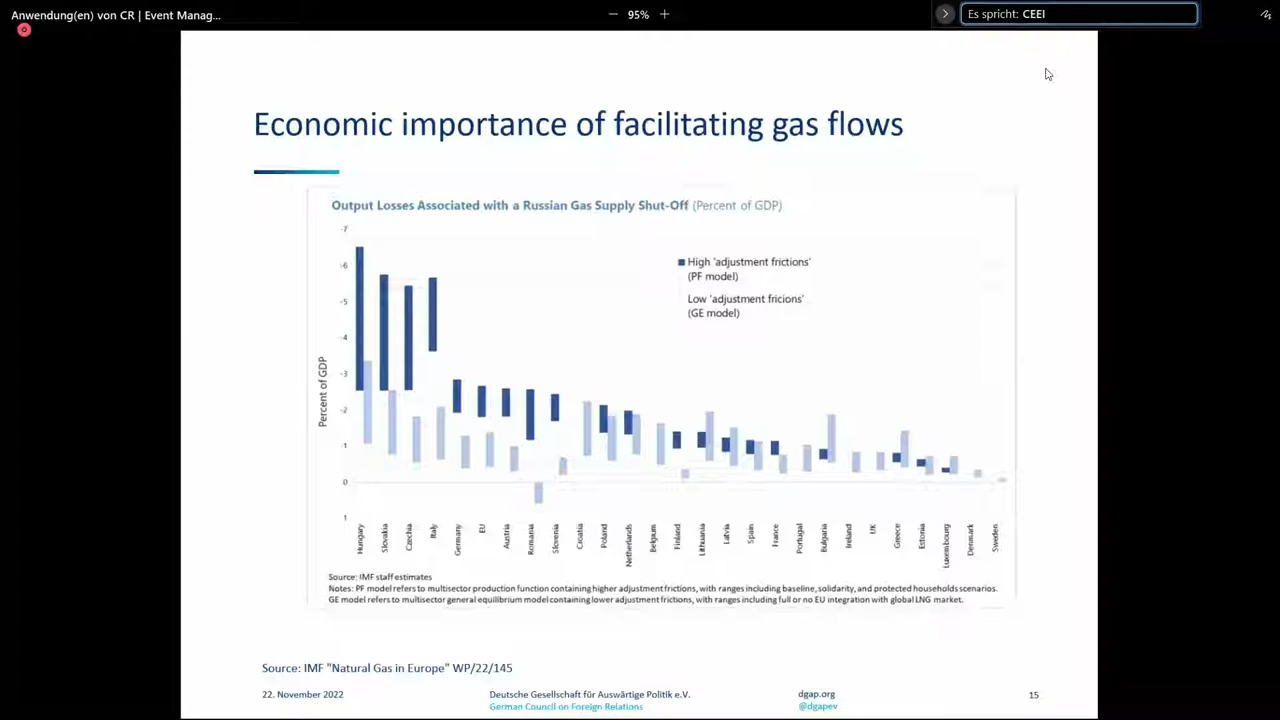 Anwendung(en) von CR | Event Manag...
95%
Es spricht: CEEI
Economic importance of facilitating gas flows
Output Losses Associated with a Russian Gas Supply Shut-Off (Percent of GDP)
-7
-6
-5
-4
-3
-2
-1
0
1
Percent of GDP
High 'adjustment frictions'
(PF model)
Low 'adjustment fricions'
(GE model)
Hungary
Slovakia
Czechia
Italy
Germany
EU
Austria
Romania
Slovenia
Croatia
Poland
Netherlands
Belgium
Finland
Lithuania
Latvia
Spain
France
Portugal
Bulgaria
Ireland
UK
Greece
Estonia
Luxembourg
Denmark
Sweden
Source: IMF staff estimates
Notes: PF model refers to multisector production function containing higher adjustment frictions, with ranges including baseline, solidarity, and protected households scenarios.
GE model refers to multisector general equilibrium model containing lower adjustment frictions, with ranges including full or no EU integration with global LNG market.
Source: IMF "Natural Gas in Europe" WP/22/145
22. November 2022
Deutsche Gesellschaft für Auswärtige Politik e.V.
German Council on Foreign Relations
dgap.org
@dgapev
15